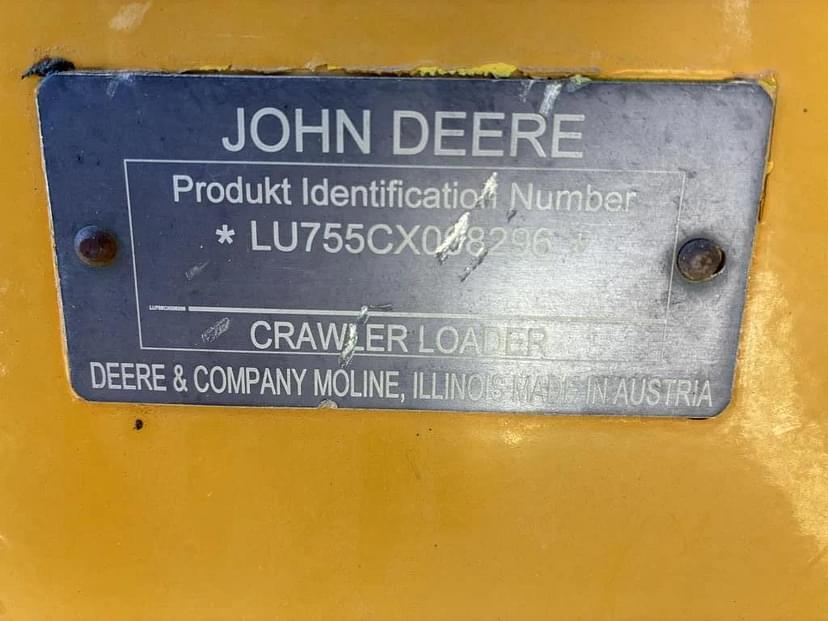 JOHN DEERE
Produkt Identification Number
* LU755CX008296 *
CRAWLER LOADER
DEERE & COMPANY MOLINE, ILLINOIS MADE IN AUSTRIA